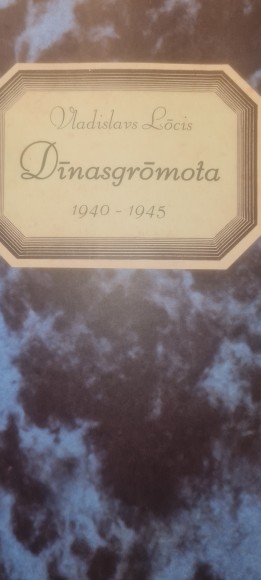 Vladislavs Lōcis
Dīnasgrōmota
1940 - 1945